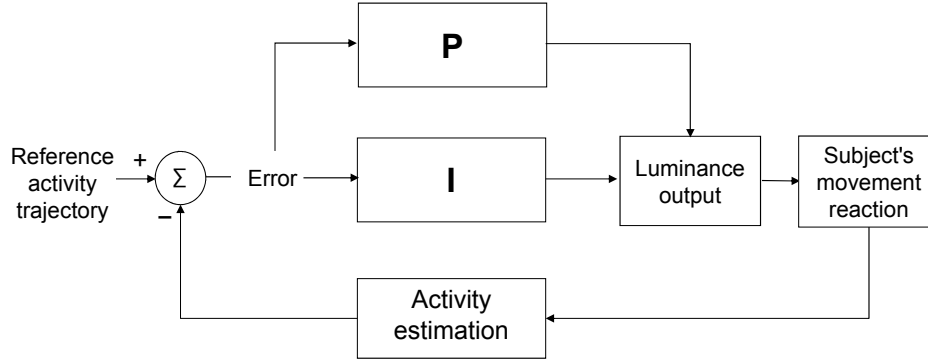 P
Reference
activity
trajectory
+
−
Σ
Error
I
Luminance
output
Subject's
movement
reaction
Activity
estimation